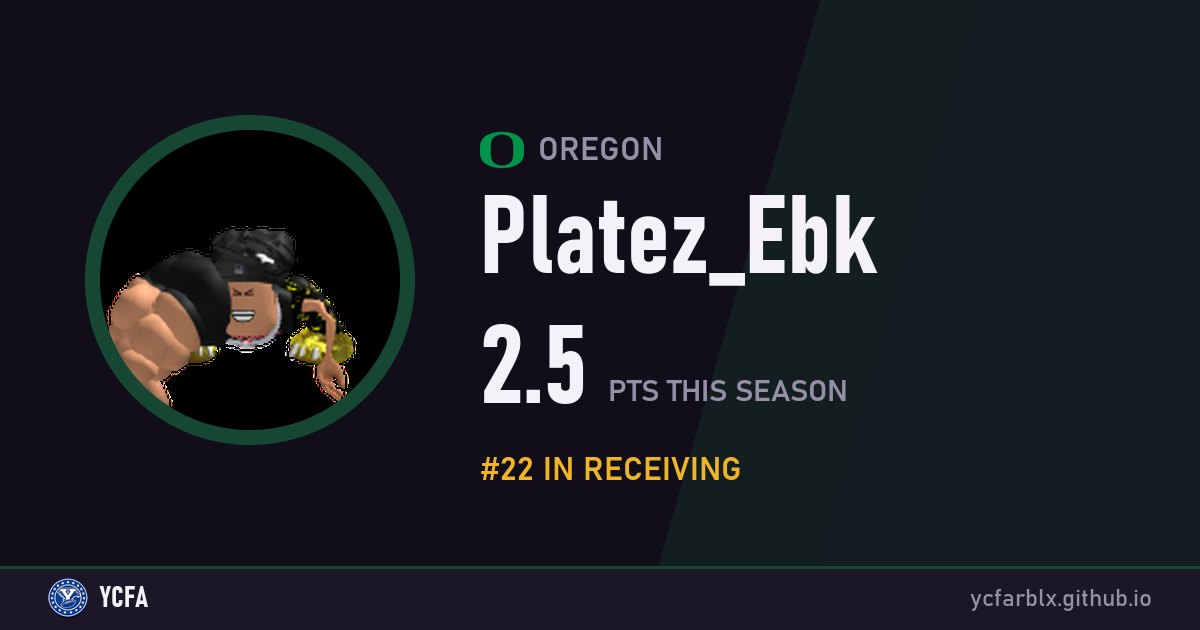 OREGON
Platez_Ebk
2.5 PTS THIS SEASON
#22 IN RECEIVING
YCFA
ycfarblx.github.io